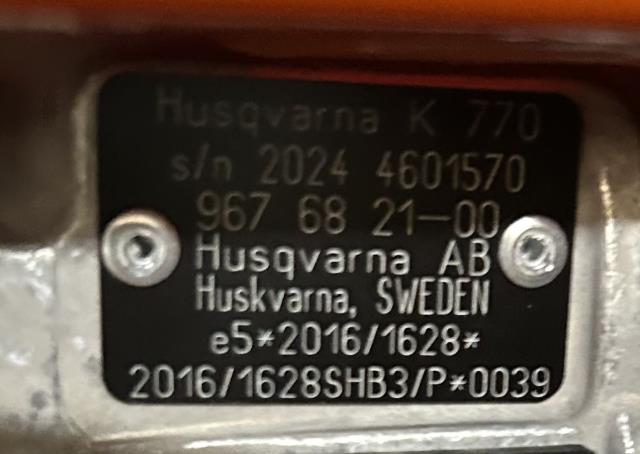 Husqvarna K 770
s/n 2024 4601570
967 68 21-00
Husqvarna AB
Huskvarna, SWEDEN
e5*2016/1628*
2016/1628SHB3/P*0039